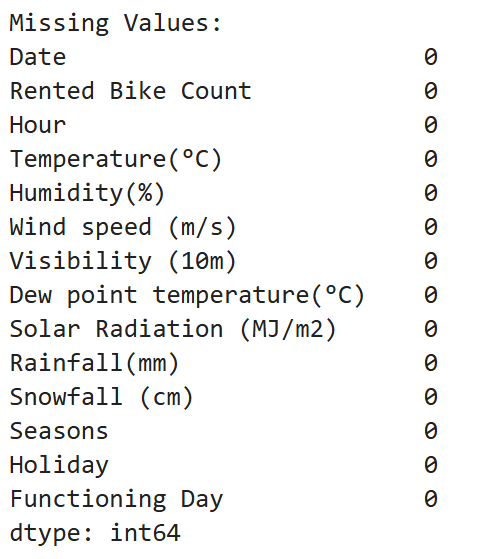 Missing Values:
Date                         0
Rented Bike Count            0
Hour                         0
Temperature(°C)              0
Humidity(%)                  0
Wind speed (m/s)             0
Visibility (10m)             0
Dew point temperature(°C)    0
Solar Radiation (MJ/m2)      0
Rainfall(mm)                 0
Snowfall (cm)                0
Seasons                      0
Holiday                      0
Functioning Day              0
dtype: int64